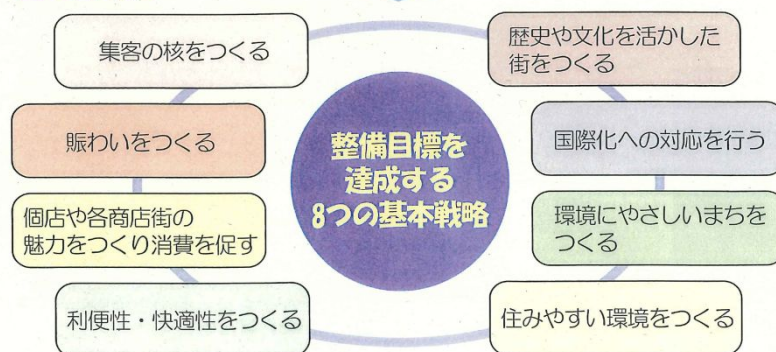 集客の核をつくる
歴史や文化を活かした
街をつくる
賑わいをつくる
整備目標を
達成する
8つの基本戦略
国際化への対応を行う
個店や各商店街の
魅力をつくり消費を促す
環境にやさしいまちを
つくる
利便性・快適性をつくる
住みやすい環境をつくる